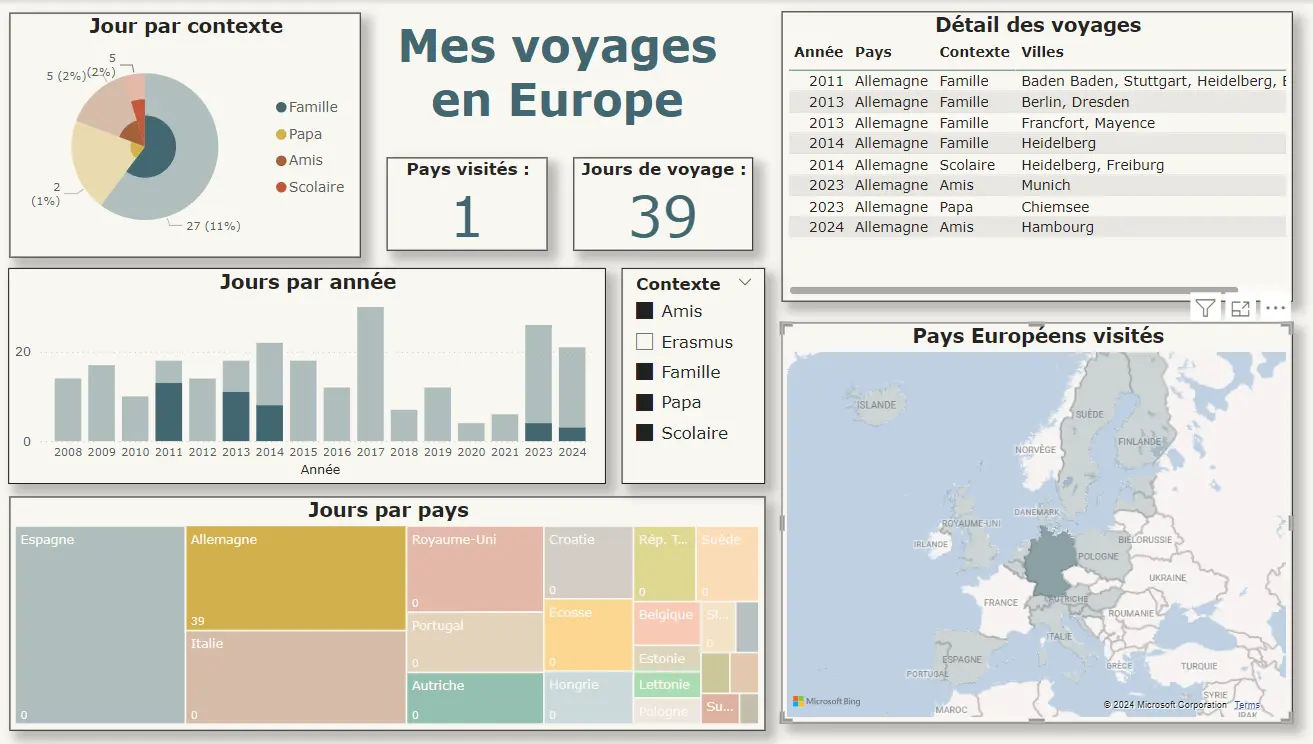 Jour par contexte
5
5 (2%)
(2%)
2
(1%)
27 (11%)
Famille
Papa
Amis
Scolaire
Mes voyages
en Europe
Pays visités :
1
Jours de voyage :
39
Détail des voyages
Année Pays Contexte Villes
2011 Allemagne Famille Baden Baden, Stuttgart, Heidelberg,
2013 Allemagne Famille Berlin, Dresden
2013 Allemagne Famille Francfort, Mayence
2014 Allemagne Famille Heidelberg
2014 Allemagne Scolaire Heidelberg, Freiburg
2023 Allemagne Amis Munich
2023 Allemagne Papa Chiemsee
2024 Allemagne Amis Hambourg
Jours par année
20
0
2008 2009 2010 2011 2012 2013 2014 2015 2016 2017 2018 2019 2020 2021 2023 2024
Année
Contexte
Amis
Erasmus
Famille
Papa
Scolaire
Jours par pays
Espagne
0
Allemagne
39
Italie
0
Royaume-Uni
0
Portugal
0
Autriche
0
Croatie
0
Ecosse
0
Hongrie
0
Rép. T...
0
Suède
0
Belgique
Estonie
Lettonie
Pologne
Sl...
0
Su...
Pays Européens visités
ISLANDE
SUÈDE
FINLANDE
NORVÈGE
DANEMARK
ROYAUME-UNI
IRLANDE
BIÉLORUSSIE
POLOGNE
UKRAINE
FRANCE
AUTRICHE
ROUMANIE
ITALIE
ESPAGNE
PORTUGAL
GRÈCE
TURQUIE
SYRIE
IRAK
MAROC
Microsoft Bing
© 2024 Microsoft Corporation Terms